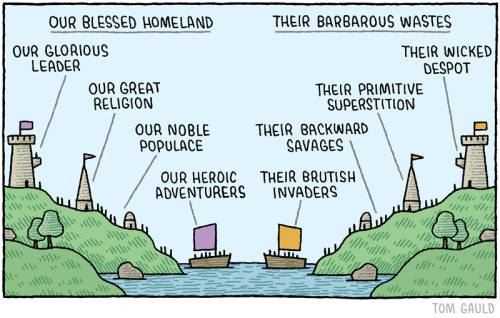 OUR BLESSED HOMELAND
THEIR BARBAROUS WASTES
OUR GLORIOUS
LEADER
THEIR WICKED
DESPOT
OUR GREAT
RELIGION
THEIR PRIMITIVE
SUPERSTITION
OUR NOBLE
POPULACE
THEIR BACKWARD
SAVAGES
OUR HEROIC
ADVENTURERS
THEIR BRUTISH
INVADERS
TOM GAULD